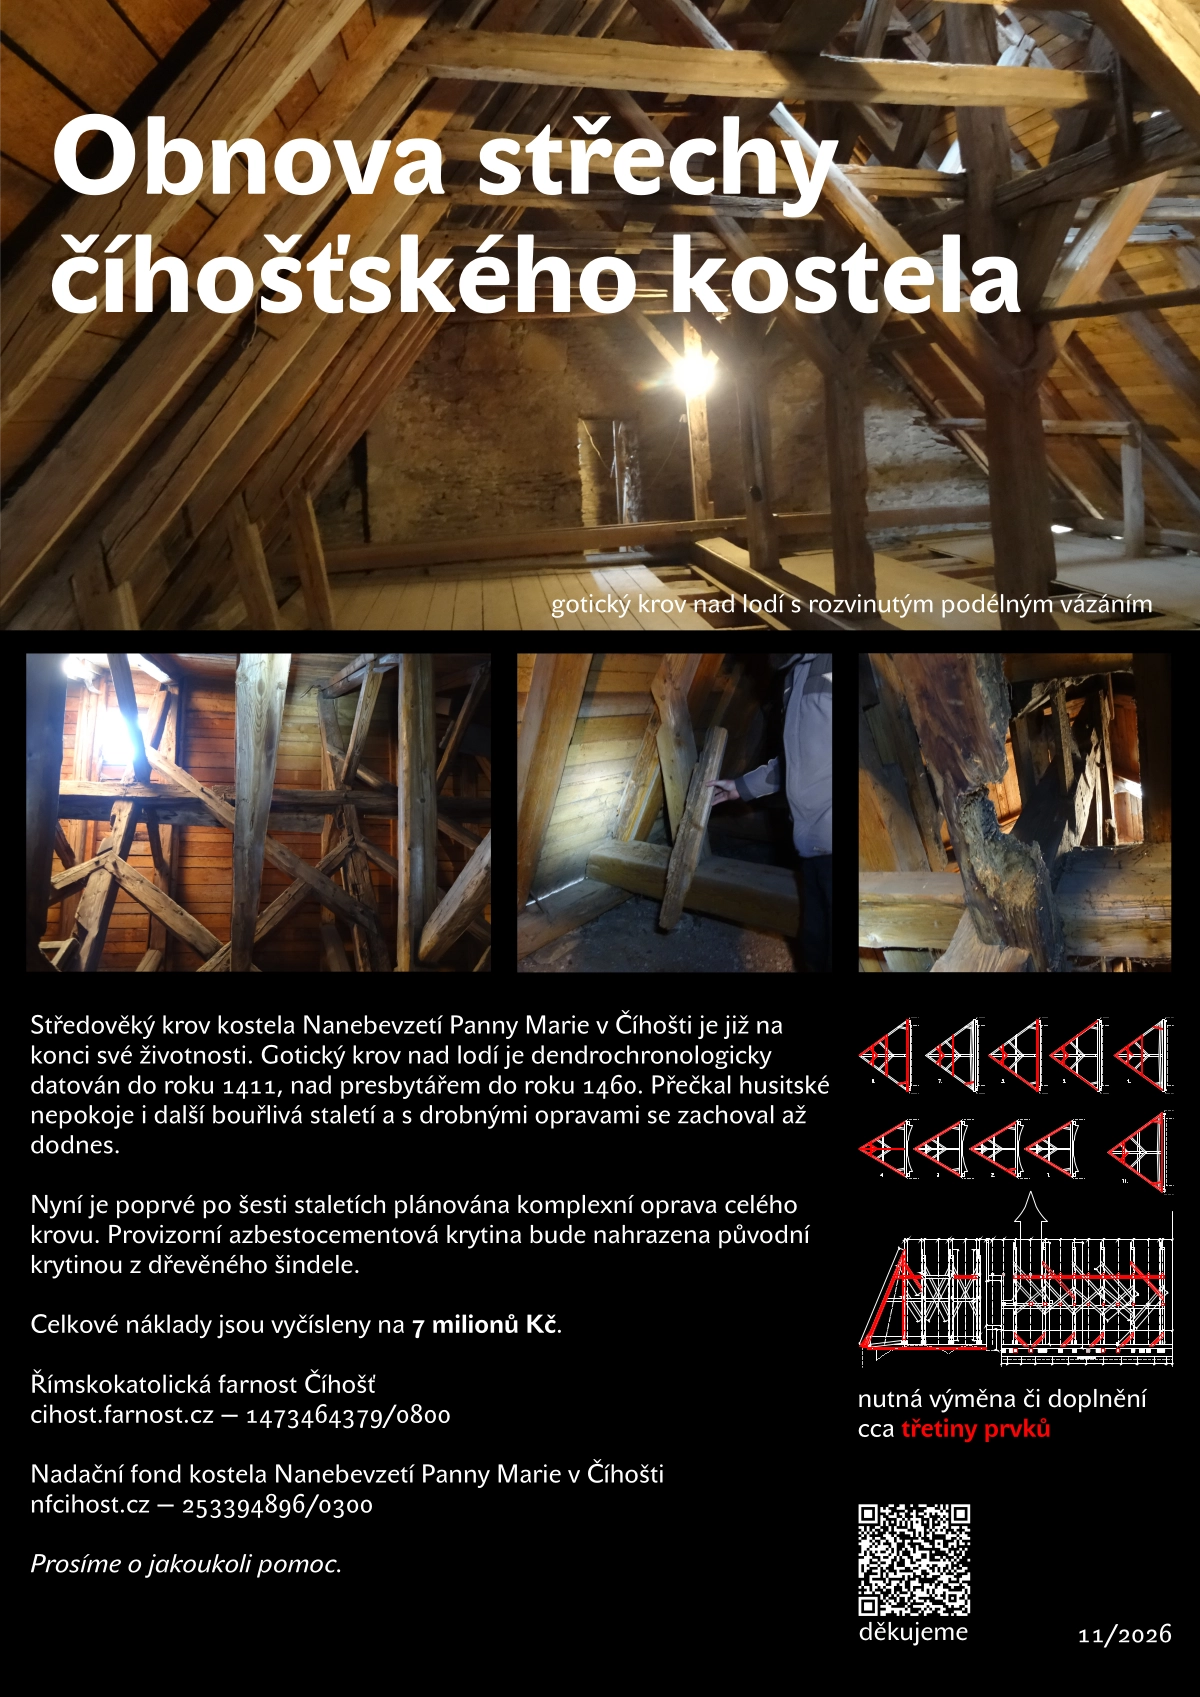 Obnova střechy
číhošťského kostela
gotický krov nad lodí s rozvinutým podélným vázáním
Středověký krov kostela Nanebevzetí Panny Marie v Číhošti je již na
konci své životnosti. Gotický krov nad lodí je dendrochronologicky
datován do roku 1411, nad presbytářem do roku 1460. Přečkal husitské
nepokoje i další bouřlivá staletí a s drobnými opravami se zachoval až
dodnes.
Nyní je poprvé po šesti staletích plánována komplexní oprava celého
krovu. Provizorní azbestocementová krytina bude nahrazena původní
krytinou z dřevěného šindele.
Celkové náklady jsou vyčísleny na 7 milionů Kč.
Římskokatolická farnost Číhošť
cihost.farnost.cz – 1473464379/0800
Nadační fond kostela Nanebevzetí Panny Marie v Číhošti
nfcihost.cz – 253394896/0300
Prosíme o jakoukoli pomoc.
nutná výměna či doplnění
cca třetiny prvků
děkujeme
11/2026